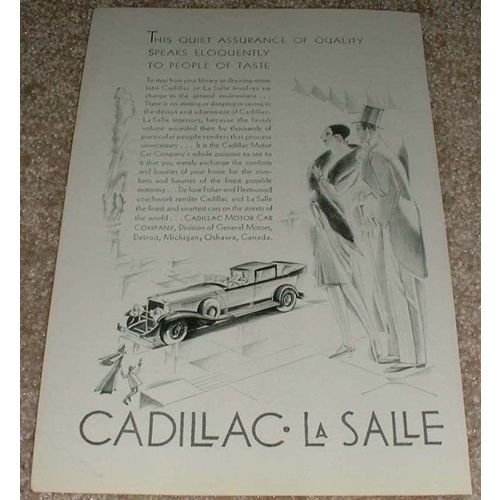 THIS QUIET ASSURANCE OF QUALITY
SPEAKS ELOQUENTLY
TO PEOPLE OF TASTE
To step from your library or drawing-room
into Cadillac or La Salle involves no
change in the general environment . . .
There is no stinting or skimping or saving in
the design and adornment of Cadillac-
La Salle interiors, because the lavish
volume awarded them by thousands of
particular people renders that process
unnecessary . . . It is the Cadillac Motor
Car Company's whole purpose to see to
it that you merely exchange the comforts
and luxuries of your home for the com-
forts and luxuries of the finest possible
motoring . . . De luxe Fisher and Fleetwood
coachwork render Cadillac and La Salle
the finest and smartest cars on the streets of
the world . . . CADILLAC MOTOR CAR
COMPANY, Division of General Motors,
Detroit, Michigan; Oshawa, Canada.
CADILLAC · LA SALLE